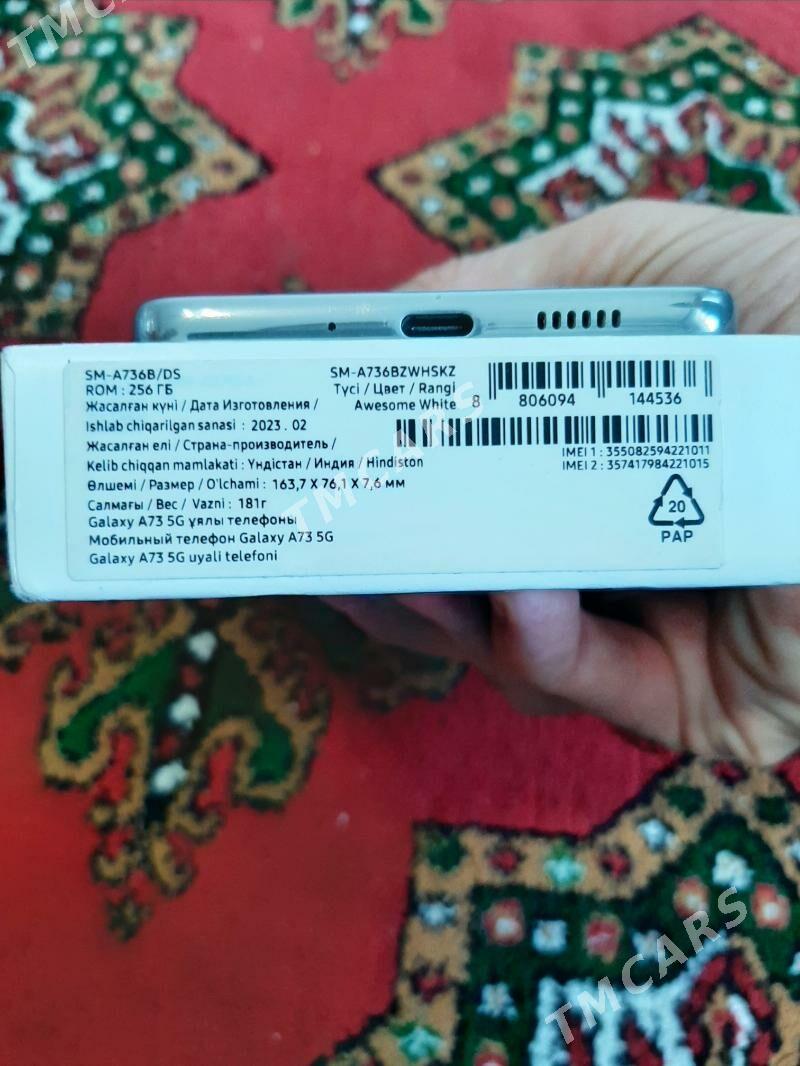 TMCARS
SM-A736B/DS
ROM : 256 ГБ
Жасалған күні / Дата Изготовления /
Ishlab chiqarilgan sanasi : 2023 . 02
Жасалған елі / Страна-производитель /
Kelib chiqqan mamlakati : Үндістан / Индия / Hindiston
Өлшемі / Размер / O'lchami : 163,7 X 76,1 X 7,6 мм
Салмағы / Вес / Vazni : 181г
Galaxy A73 5G ұялы телефоны
Мобильный телефон Galaxy A73 5G
Galaxy A73 5G uyali telefoni
SM-A736BZWHSKZ
Түсі / Цвет / Rangi
Awesome White
8 806094 144536
IMEI 1 : 355082594221011
IMEI 2 : 357417984221015
20
PAP
TMCARS
TMCARS